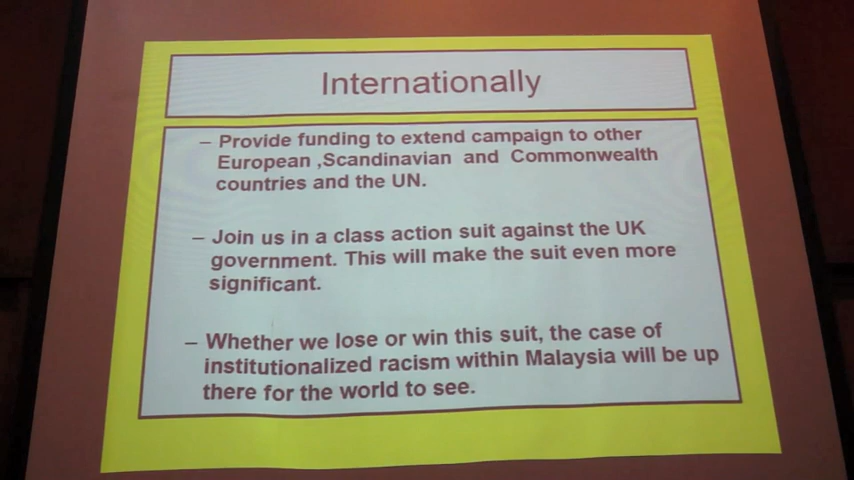 Internationally
– Provide funding to extend campaign to other
European ,Scandinavian and Commonwealth
countries and the UN.
– Join us in a class action suit against the UK
government. This will make the suit even more
significant.
– Whether we lose or win this suit, the case of
institutionalized racism within Malaysia will be up
there for the world to see.